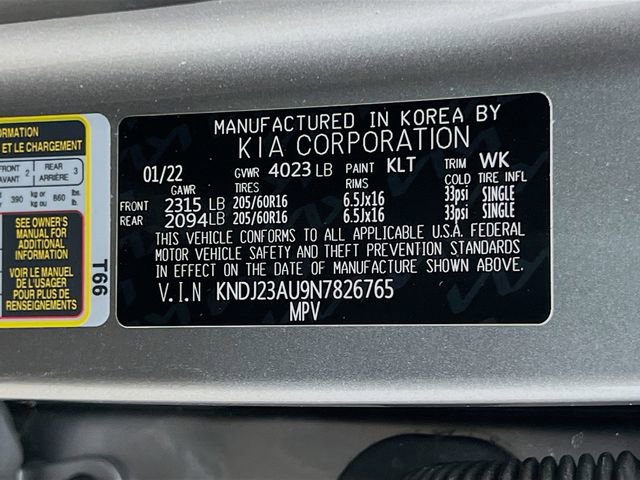 ORMATION
ET LE CHARGEMENT
FRONT 2 REAR 3
AVANT ARRIÈRE
390 kg or kg ou 860 lbs. lb.
SEE OWNER'S
MANUAL FOR
ADDITIONAL
INFORMATION
VOIR LE MANUEL
DE L'USAGER
POUR PLUS DE
RENSEIGNEMENTS
T66
MANUFACTURED IN KOREA BY
KIA CORPORATION
01/22 GVWR 4023 LB PAINT KLT TRIM WK
GAWR TIRES RIMS COLD TIRE INFL
FRONT 2315 LB 205/60R16 6.5Jx16 33psi SINGLE
REAR 2094 LB 205/60R16 6.5Jx16 33psi SINGLE
THIS VEHICLE CONFORMS TO ALL APPLICABLE U.S.A. FEDERAL
MOTOR VEHICLE SAFETY AND THEFT PREVENTION STANDARDS
IN EFFECT ON THE DATE OF MANUFACTURE SHOWN ABOVE.
V.I.N KNDJ23AU9N7826765
MPV